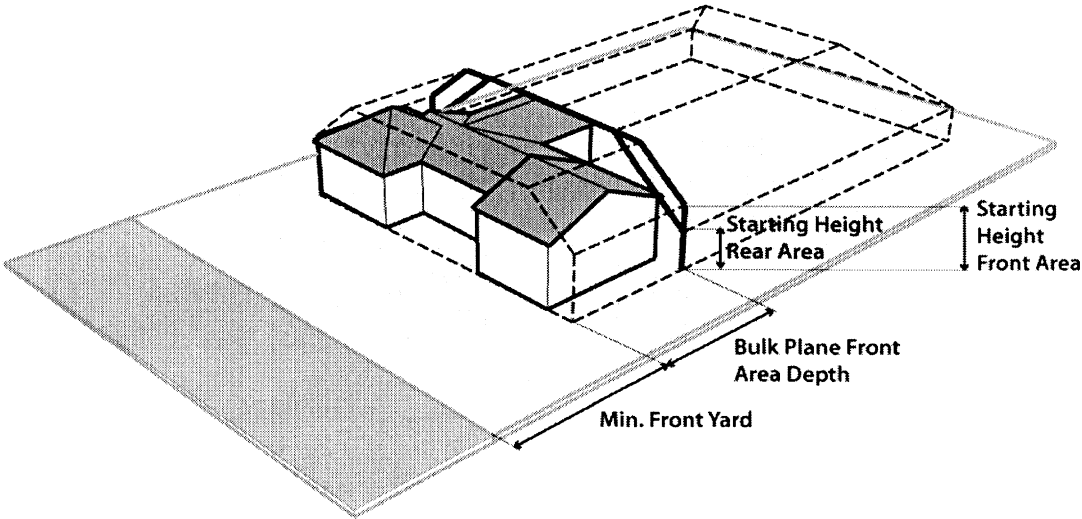 Starting Height
Rear Area
Starting
Height
Front Area
Bulk Plane Front
Area Depth
Min. Front Yard